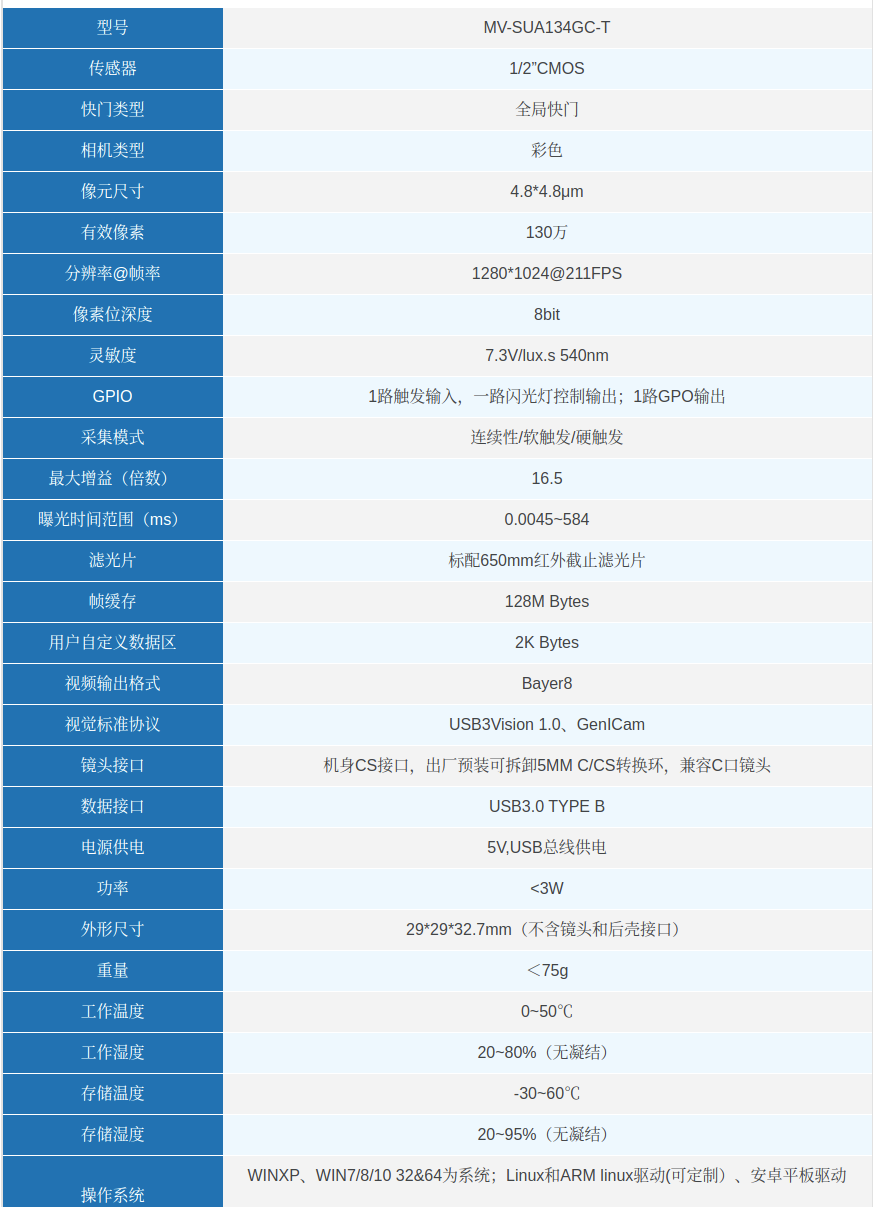 型号 MV-SUA134GC-T
传感器 1/2”CMOS
快门类型 全局快门
相机类型 彩色
像元尺寸 4.8*4.8μm
有效像素 130万
分辨率@帧率 1280*1024@211FPS
像素位深度 8bit
灵敏度 7.3V/lux.s 540nm
GPIO 1路触发输入，一路闪光灯控制输出；1路GPO输出
采集模式 连续性/软触发/硬触发
最大增益（倍数） 16.5
曝光时间范围（ms） 0.0045~584
滤光片 标配650mm红外截止滤光片
帧缓存 128M Bytes
用户自定义数据区 2K Bytes
视频输出格式 Bayer8
视觉标准协议 USB3Vision 1.0、GenICam
镜头接口 机身CS接口，出厂预装可拆卸5MM C/CS转换环，兼容C口镜头
数据接口 USB3.0 TYPE B
电源供电 5V,USB总线供电
功率 <3W
外形尺寸 29*29*32.7mm（不含镜头和后壳接口）
重量 ＜75g
工作温度 0~50℃
工作湿度 20~80%（无凝结）
存储温度 -30~60℃
存储湿度 20~95%（无凝结）
WINXP、WIN7/8/10 32&64为系统；Linux和ARM linux驱动(可定制）、安卓平板驱动
操作系统